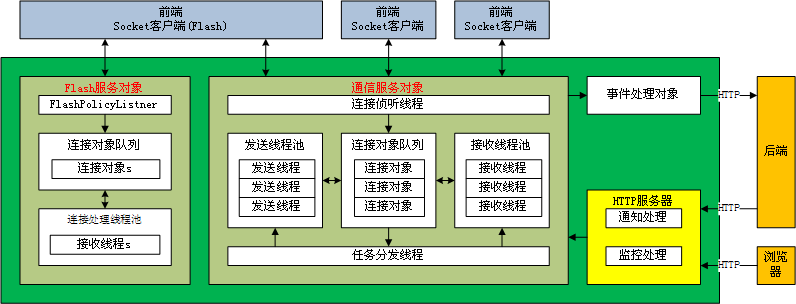 前端
Socket客户端(Flash)
前端
Socket客户端
前端
Socket客户端
Flash服务对象
FlashPolicyListner
连接对象队列
连接对象s
连接处理线程池
接收线程s
通信服务对象
连接侦听线程
发送线程池
发送线程
发送线程
发送线程
连接对象队列
连接对象
连接对象
连接对象
接收线程池
接收线程
接收线程
接收线程
任务分发线程
事件处理对象
HTTP
后端
HTTP服务器
通知处理
监控处理
HTTP
HTTP
浏览
器